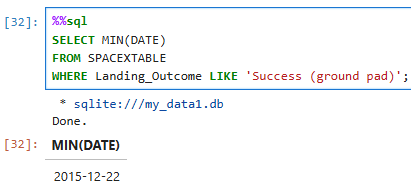 [32]: %%sql
SELECT MIN(DATE)
FROM SPACEXTABLE
WHERE Landing_Outcome LIKE 'Success (ground pad)';
* sqlite:///my_data1.db
Done.
[32]: MIN(DATE)
2015-12-22